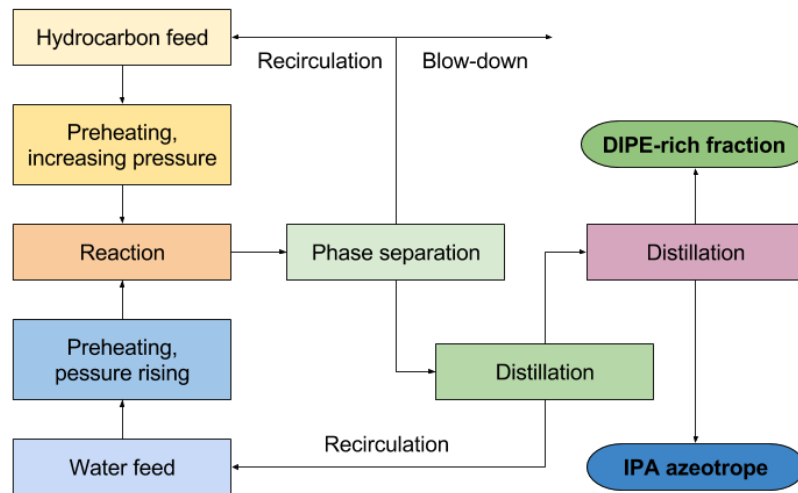 Hydrocarbon feed
Recirculation
Blow-down
Preheating,
increasing pressure
DIPE-rich fraction
Reaction
Phase separation
Distillation
Preheating,
pessure rising
Distillation
Recirculation
Water feed
IPA azeotrope